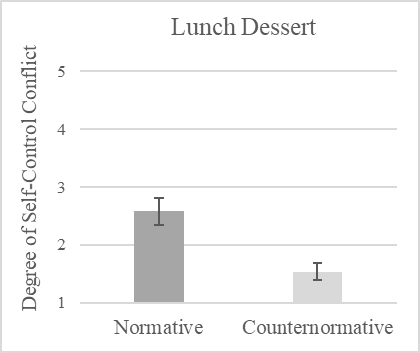 Lunch Dessert
Degree of Self-Control Conflict
5
4
3
2
1
Normative
Counternormative